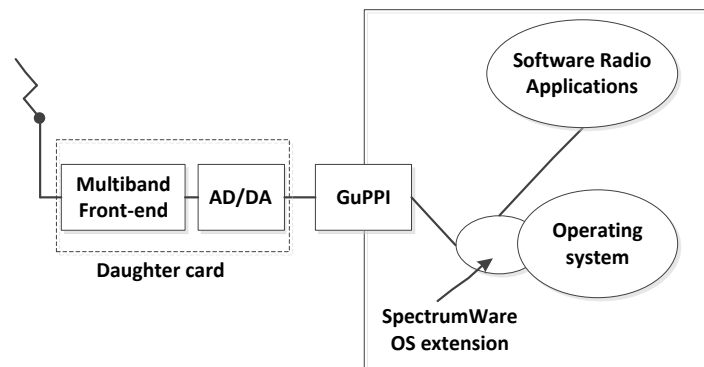 Software Radio
Applications
Multiband
Front-end
AD/DA
GuPPI
Operating
system
Daughter card
SpectrumWare
OS extension